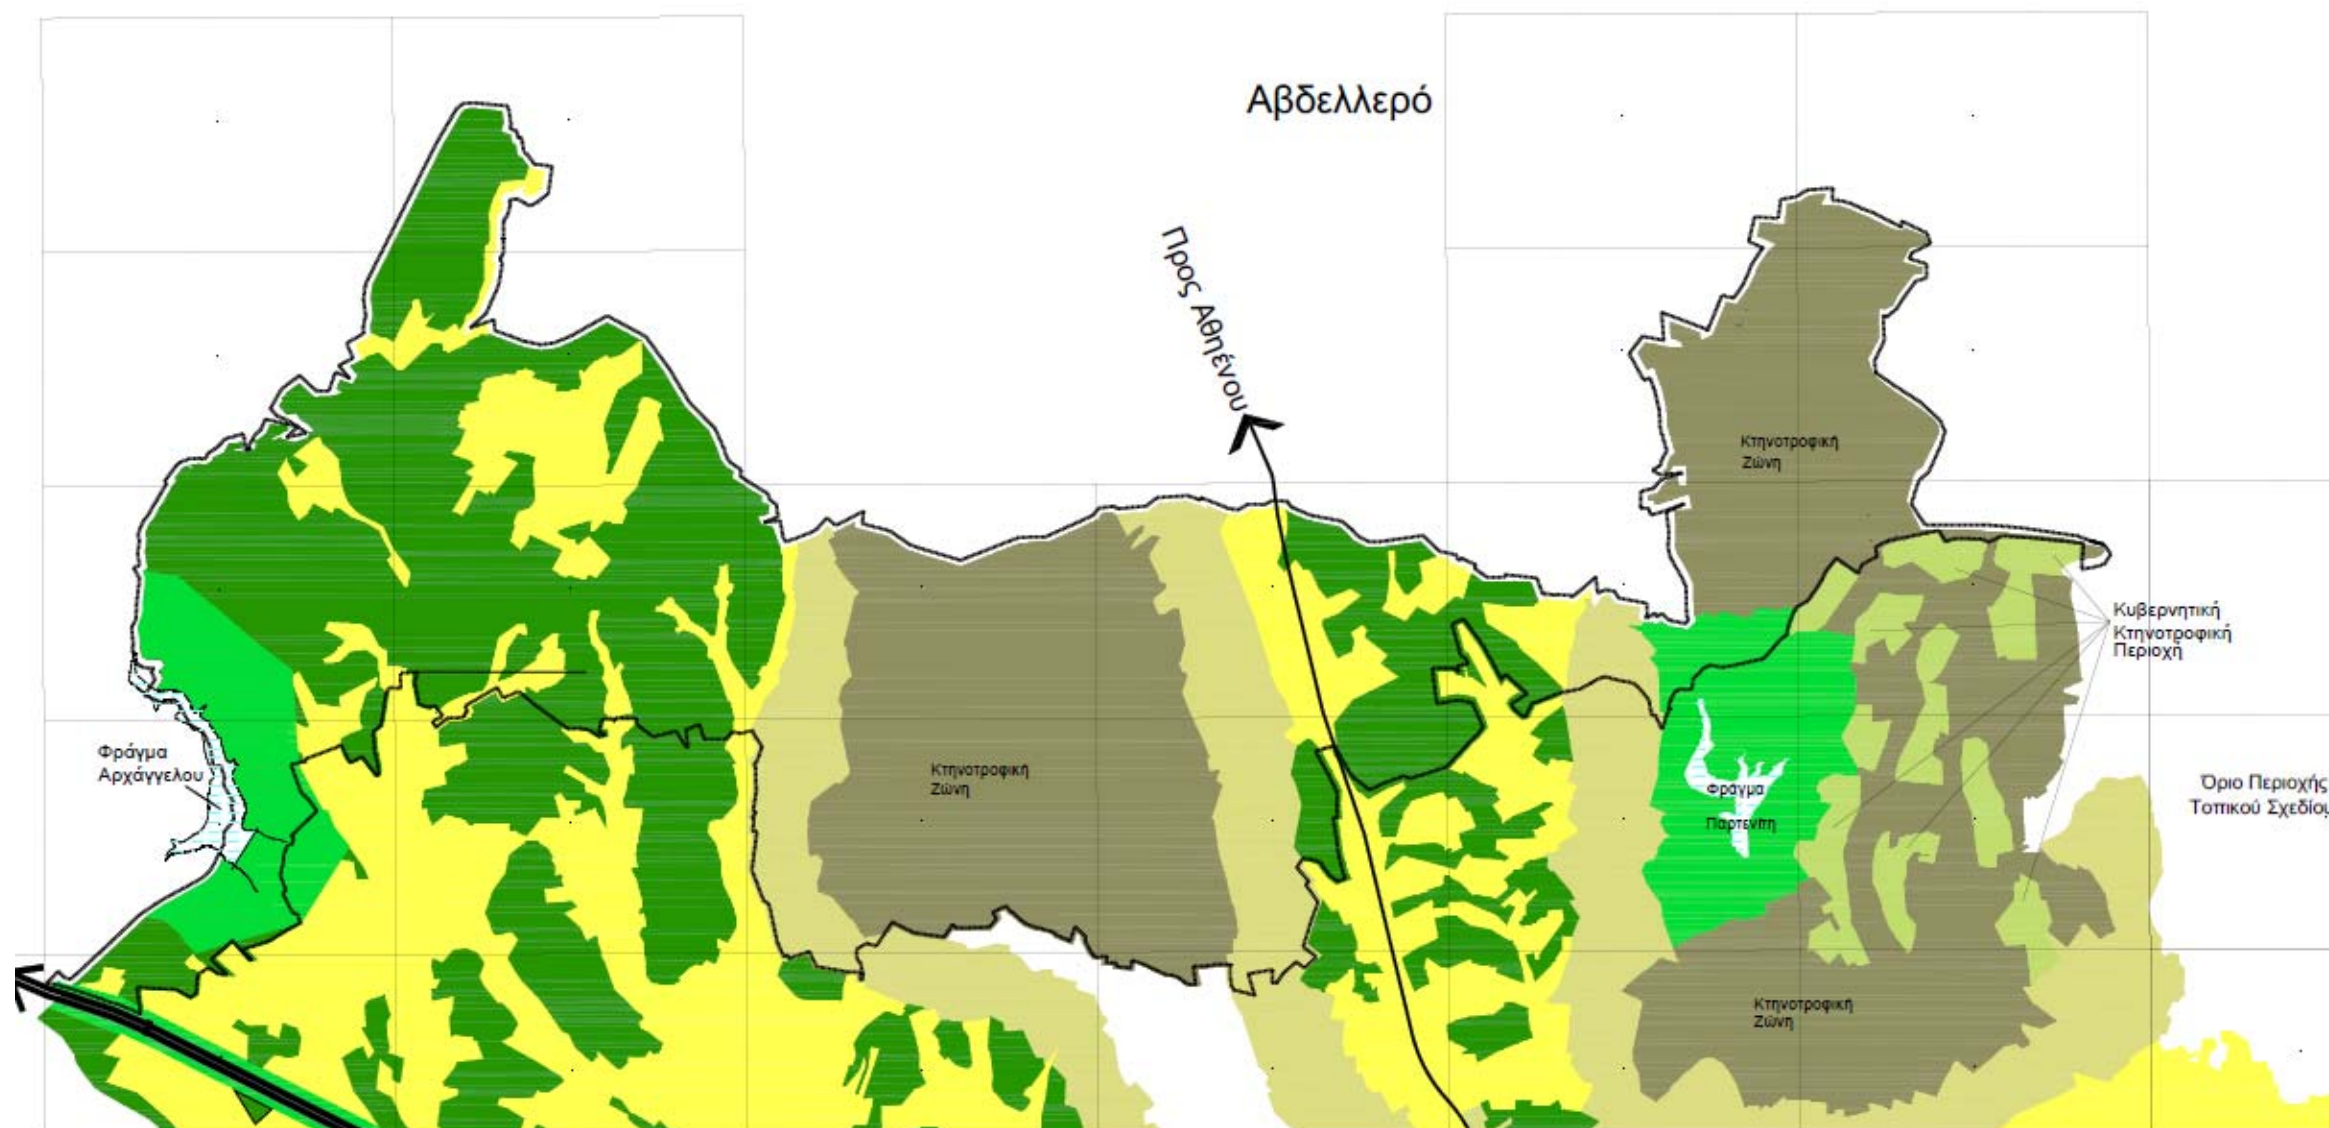 Αβδελλερό
Προς Αθηένου
Κτηνοτροφική
Ζώνη
Κυβερνητική
Κτηνοτροφική
Περιοχή
Φράγμα
Αρχάγγελου
Κτηνοτροφική
Ζώνη
Φράγμα
Παρτενίτη
Όριο Περιοχής
Τοπικού Σχεδίου
Κτηνοτροφική
Ζώνη